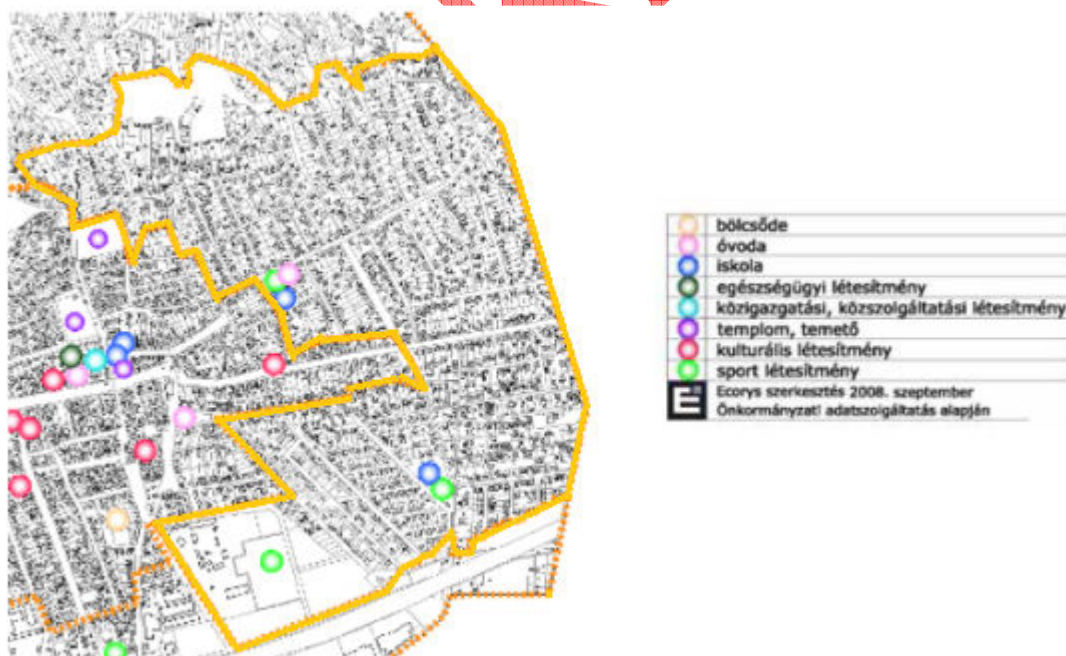 bölcsőde
óvoda
iskola
egészségügyi létesítmény
közigazgatási, közszolgáltatási létesítmény
templom, temető
kulturális létesítmény
sport létesítmény
Ecorys szerkesztés 2008. szeptember
Önkormányzati adatszolgáltatás alapján